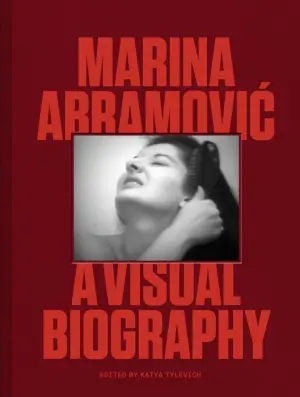 MARINA
ABRAMOVIĆ
A VISUAL
BIOGRAPHY
EDITED BY KATYA TYLEVICH